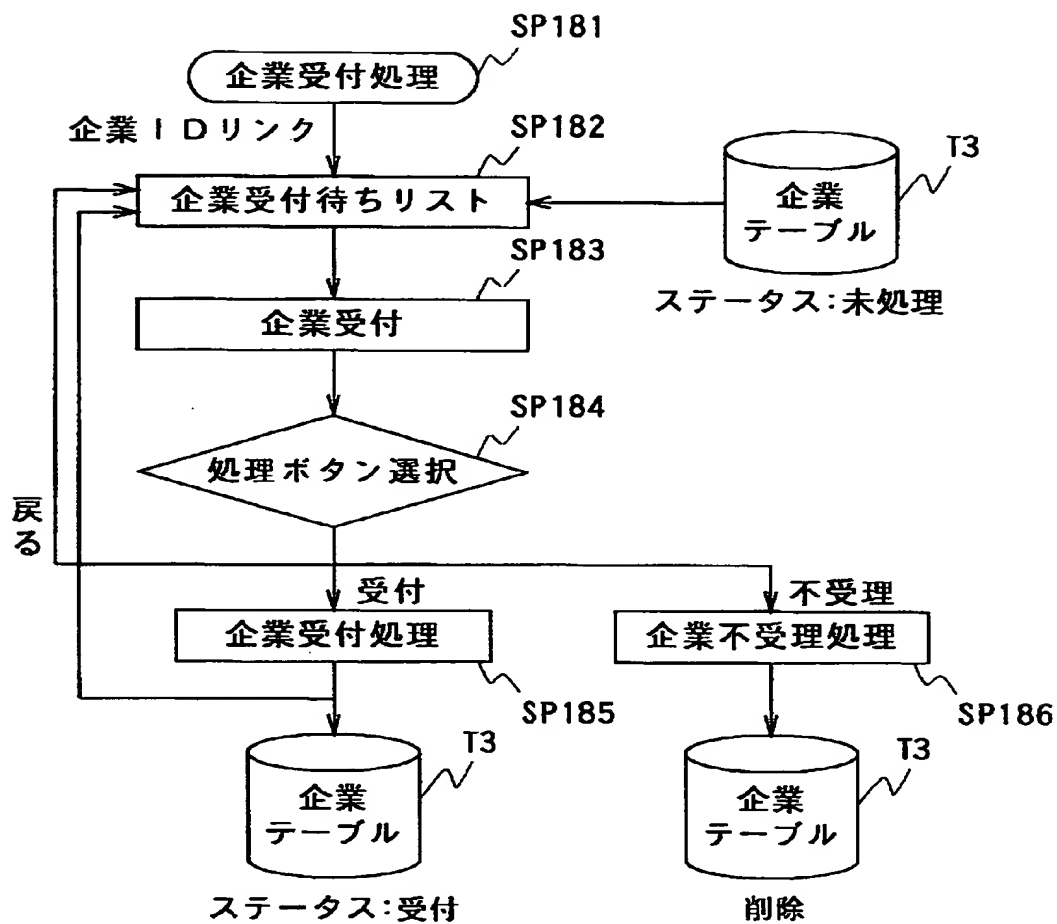 SP181
企業受付処理
企業IDリンク
SP182
企業受付待ちリスト
T3
企業
テーブル
ステータス:未処理
SP183
企業受付
SP184
処理ボタン選択
戻る
受付
不受理
企業受付処理
企業不受理処理
SP185
SP186
T3
企業
テーブル
ステータス:受付
T3
企業
テーブル
削除